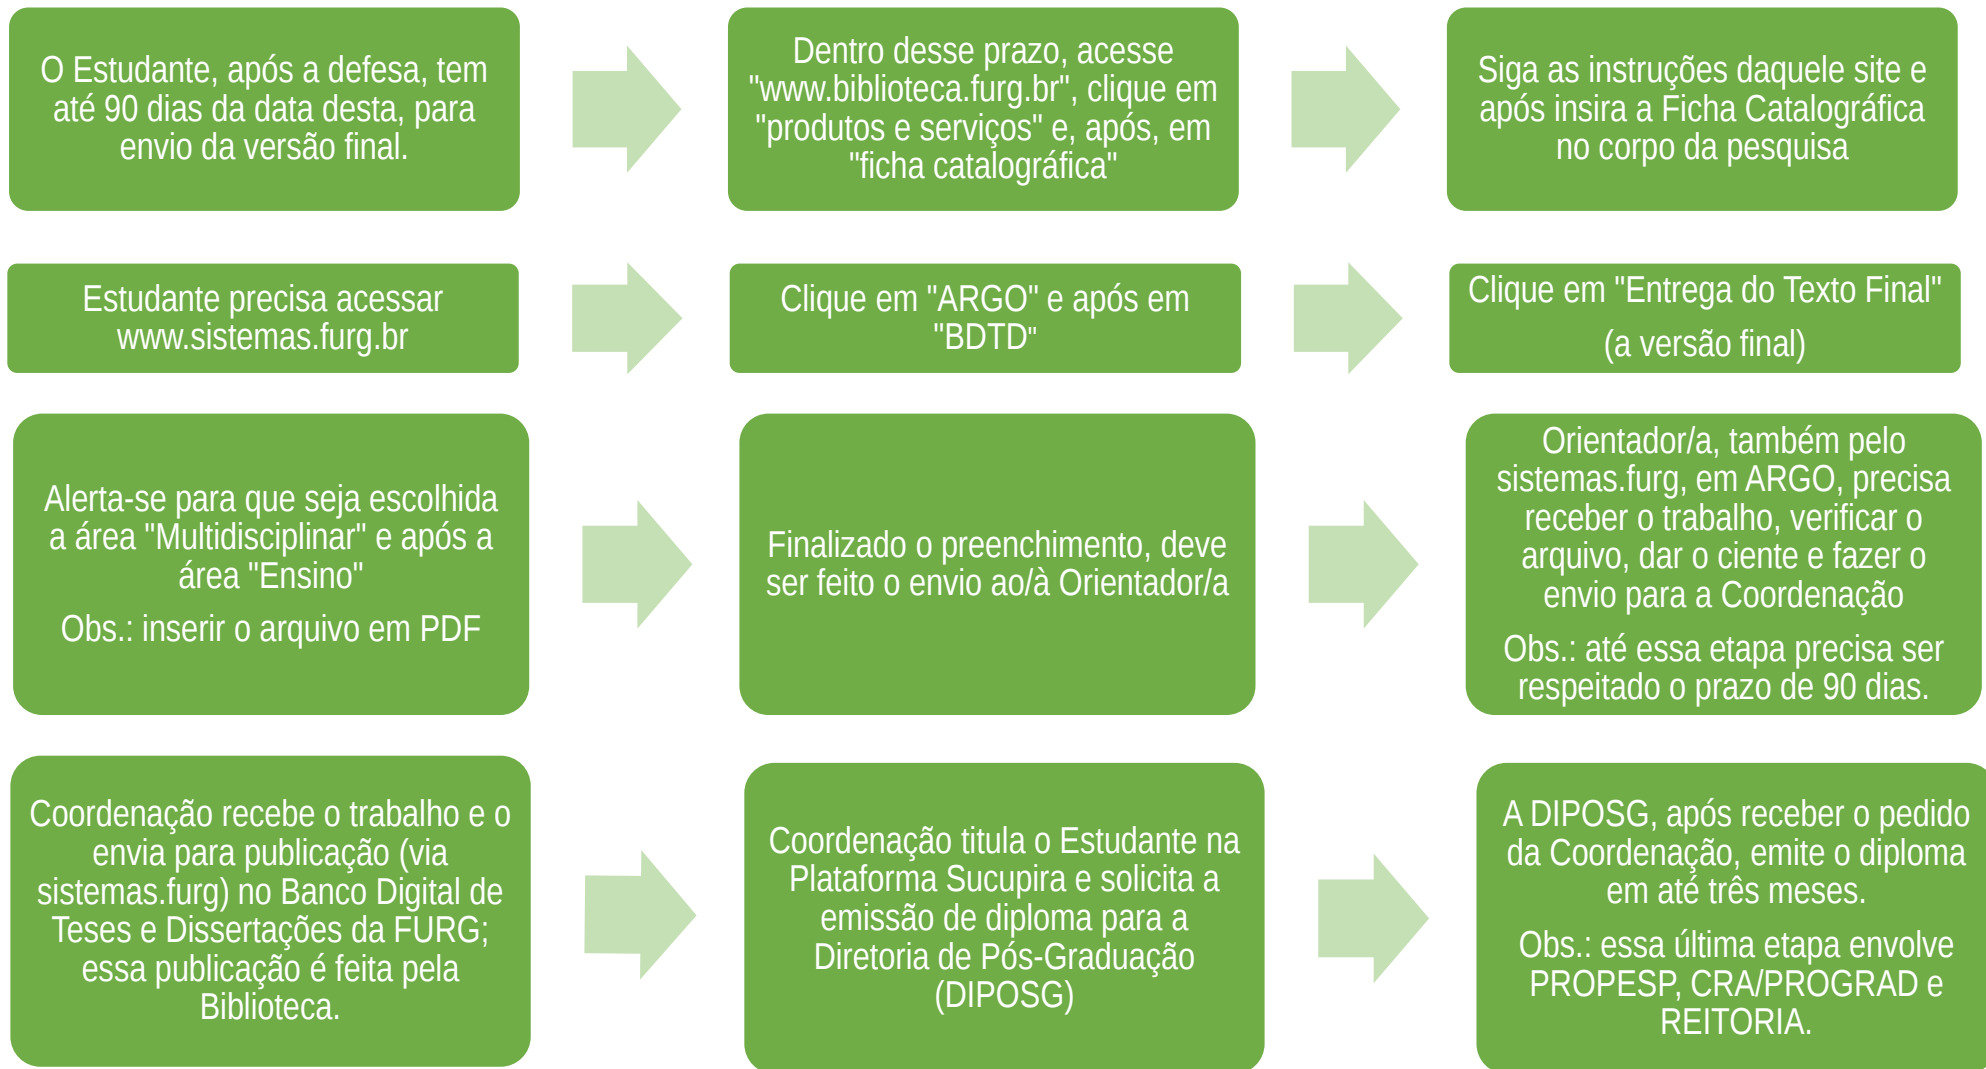 O Estudante, após a defesa, tem
até 90 dias da data desta, para
envio da versão final.
Dentro desse prazo, acesse
"www.biblioteca.furg.br", clique em
"produtos e serviços" e, após, em
"ficha catalográfica"
Siga as instruções daquele site e
após insira a Ficha Catalográfica
no corpo da pesquisa
Estudante precisa acessar
www.sistemas.furg.br
Clique em "ARGO" e após em
"BDTD"
Clique em "Entrega do Texto Final"
(a versão final)
Alerta-se para que seja escolhida
a área "Multidisciplinar" e após a
área "Ensino"
Obs.: inserir o arquivo em PDF
Finalizado o preenchimento, deve
ser feito o envio ao/à Orientador/a
Orientador/a, também pelo
sistemas.furg, em ARGO, precisa
receber o trabalho, verificar o
arquivo, dar o ciente e fazer o
envio para a Coordenação
Obs.: até essa etapa precisa ser
respeitado o prazo de 90 dias.
Coordenação recebe o trabalho e o
envia para publicação (via
sistemas.furg) no Banco Digital de
Teses e Dissertações da FURG;
essa publicação é feita pela
Biblioteca.
Coordenação titula o Estudante na
Plataforma Sucupira e solicita a
emissão de diploma para a
Diretoria de Pós-Graduação
(DIPOSG)
A DIPOSG, após receber o pedido
da Coordenação, emite o diploma
em até três meses.
Obs.: essa última etapa envolve
PROPESP, CRA/PROGRAD e
REITORIA.